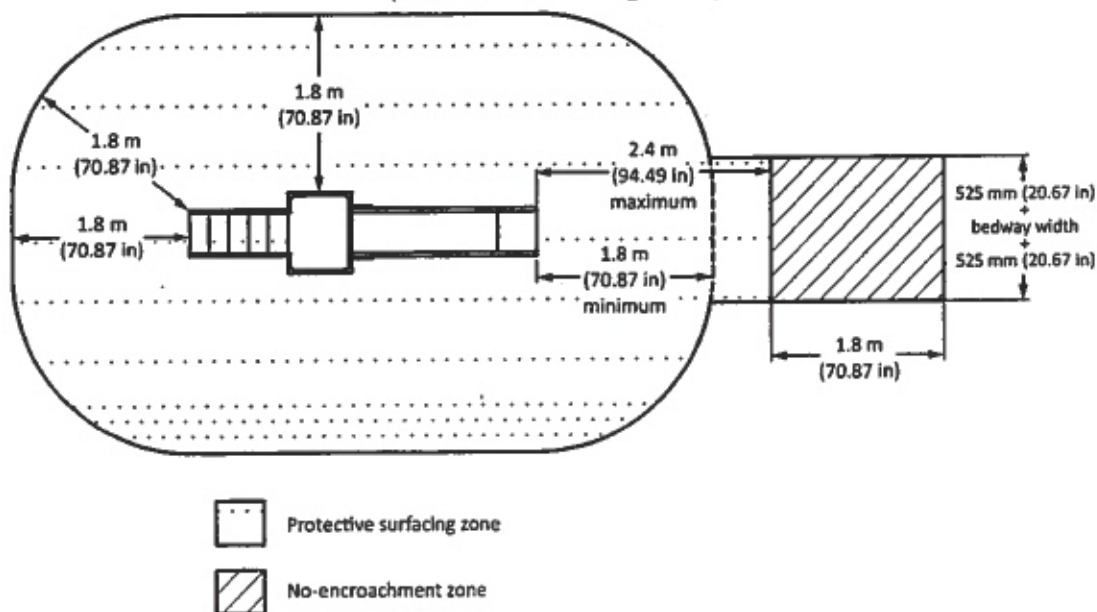 1.8 m
(70.87 in)
1.8 m
(70.87 in)
2.4 m
(94.49 in)
maximum
525 mm (20.67 in)
+
bedway width
+
525 mm (20.67 in)
1.8 m
(70.87 in)
1.8 m
(70.87 in)
minimum
1.8 m
(70.87 in)
Protective surfacing zone
No-encroachment zone